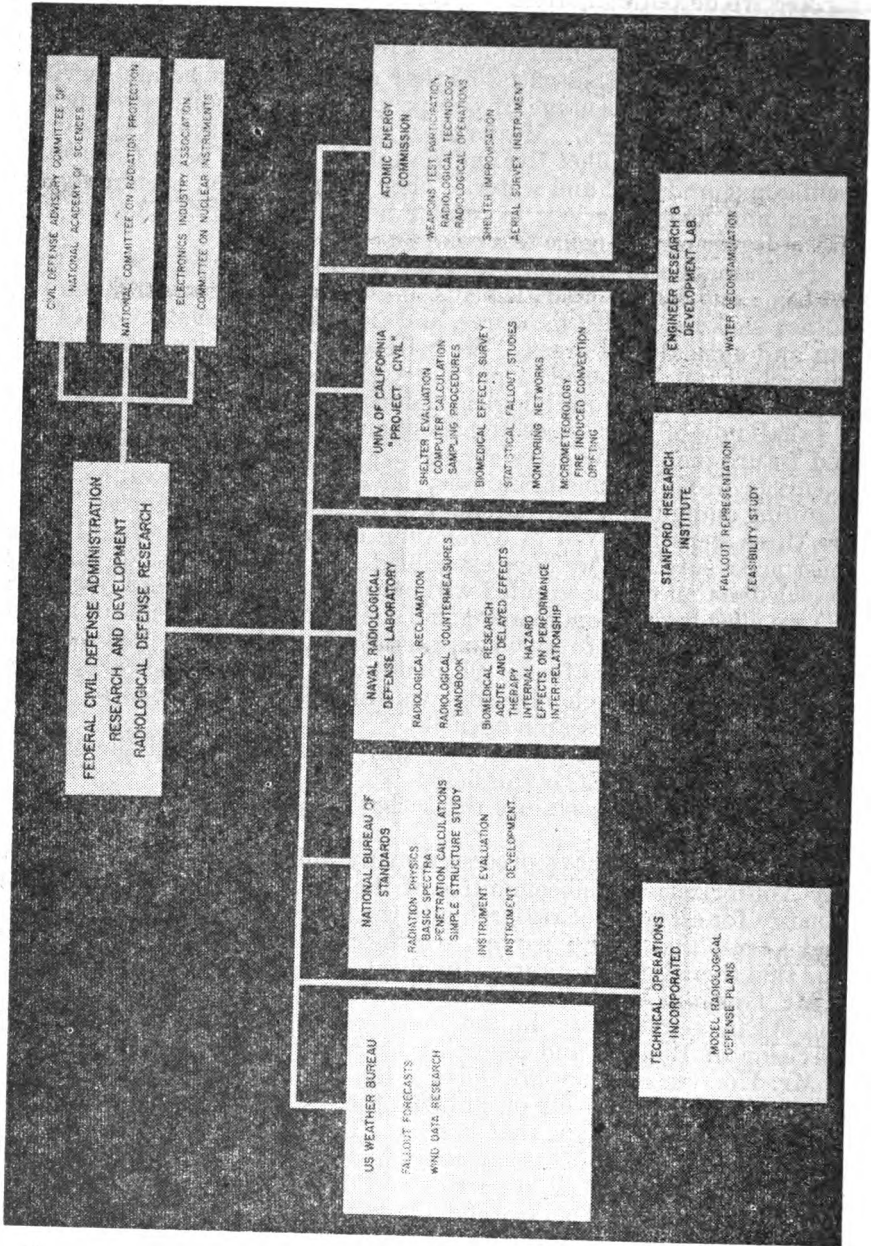 FEDERAL CIVIL DEFENSE ADMINISTRATION
RESEARCH AND DEVELOPMENT
RADIOLOGICAL DEFENSE RESEARCH
CIVIL DEFENSE ADVISORY COMMITTEE OF
NATIONAL ACADEMY OF SCIENCES
NATIONAL COMMITTEE ON RADIATION PROTECTION
ELECTRONICS INDUSTRY ASSOCIATION
COMMITTEE ON NUCLEAR INSTRUMENTS
US WEATHER BUREAU
FALLOUT FORECASTS
WIND DATA RESEARCH
NATIONAL BUREAU OF
STANDARDS
RADIATION PHYSICS
BASIC SPECTRA
PENETRATION CALCULATIONS
SIMPLE STRUCTURE STUDY
INSTRUMENT EVALUATION
INSTRUMENT DEVELOPMENT
NAVAL RADIOLOGICAL
DEFENSE LABORATORY
RADIOLOGICAL RECLAMATION
RADIOLOGICAL COUNTERMEASURES
HANDBOOK
BIOMEDICAL RESEARCH
ACUTE AND DELAYED EFFECTS
THERAPY
INTERNAL HAZARD
EFFECTS ON PERFORMANCE
INTER-RELATIONSHIP
UNIV. OF CALIFORNIA
"PROJECT CIVIL"
SHELTER EVALUATION
COMPUTER CALCULATION
SAMPLING PROCEDURES
BIOMEDICAL EFFECTS SURVEY
STATISTICAL FALLOUT STUDIES
MONITORING NETWORKS
MICROMETEOROLOGY
FIRE INDUCED CONVECTION
DRIFTING
ATOMIC ENERGY
COMMISSION
WEAPONS TEST PARTICIPATION
RADIOLOGICAL TECHNOLOGY
RADIOLOGICAL OPERATIONS
SHELTER IMPROVISATION
AERIAL SURVEY INSTRUMENT
TECHNICAL OPERATIONS
INCORPORATED
MODEL RADIOLOGICAL
DEFENSE PLANS
STANFORD RESEARCH
INSTITUTE
FALLOUT REPRESENTATION
FEASIBILITY STUDY
ENGINEER RESEARCH &
DEVELOPMENT LAB.
WATER DECONTAMINATION